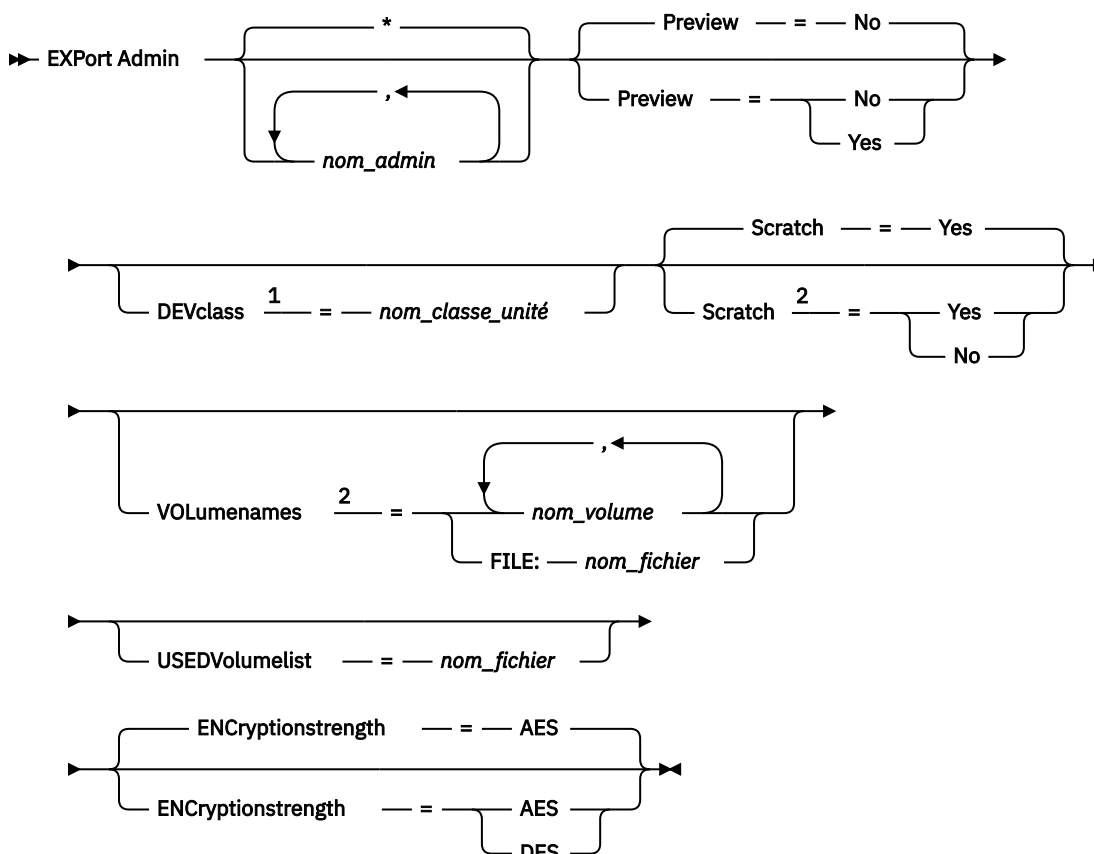 *
Preview = No
EXPort Admin
,
Preview = No
nom_admin
Yes
Scratch = Yes
DEVclass 1 = nom_classe_unité
Scratch 2 = Yes
No
,
VOLumenames 2 = nom_volume
FILE: nom_fichier
USEDVolumelist = nom_fichier
ENCryptionstrength = AES
ENCryptionstrength = AES
DES